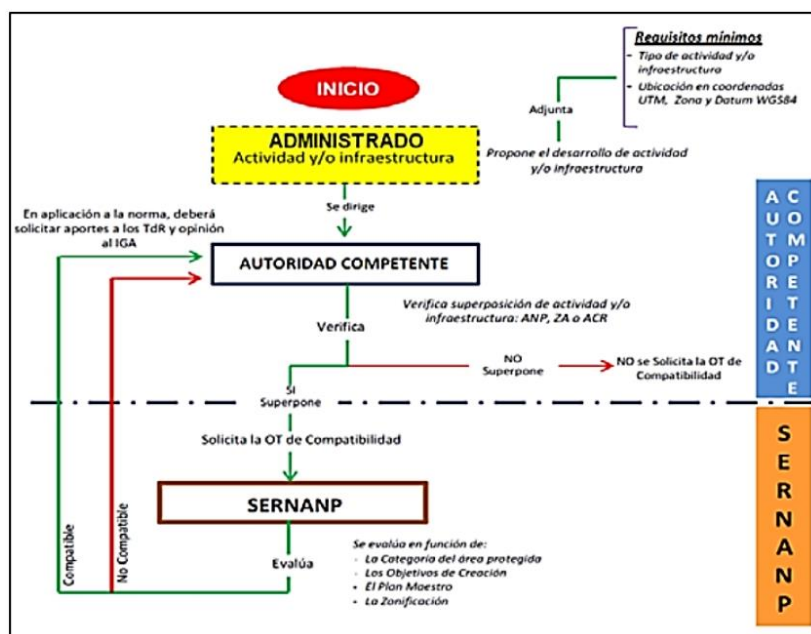 Requisitos mínimos
- Tipo de actividad y/o
infraestructura
- Ubicación en coordenadas
UTM, Zona y Datum WGS84
INICIO
Adjunta
ADMINISTRADO
Actividad y/o infraestructura
Propone el desarrollo de actividad
y/o infraestructura
Se dirige
En aplicación a la norma, deberá
solicitar aportes a los TdR y opinión
al IGA
AUTORIDAD COMPETENTE
AUTORIDAD
COMPETENTE
Verifica superposición de actividad y/o
infraestructura: ANP, ZA o ACR
Verifica
NO
Superpone
NO se Solicita la OT de
Compatibilidad
SI
Superpone
Solicita la OT de Compatibilidad
SERNANP
SERNANP
Compatible
No Compatible
Evalúa
Se evalúa en función de:
- La Categoría del área protegida
- Los Objetivos de Creación
• El Plan Maestro
• La Zonificación